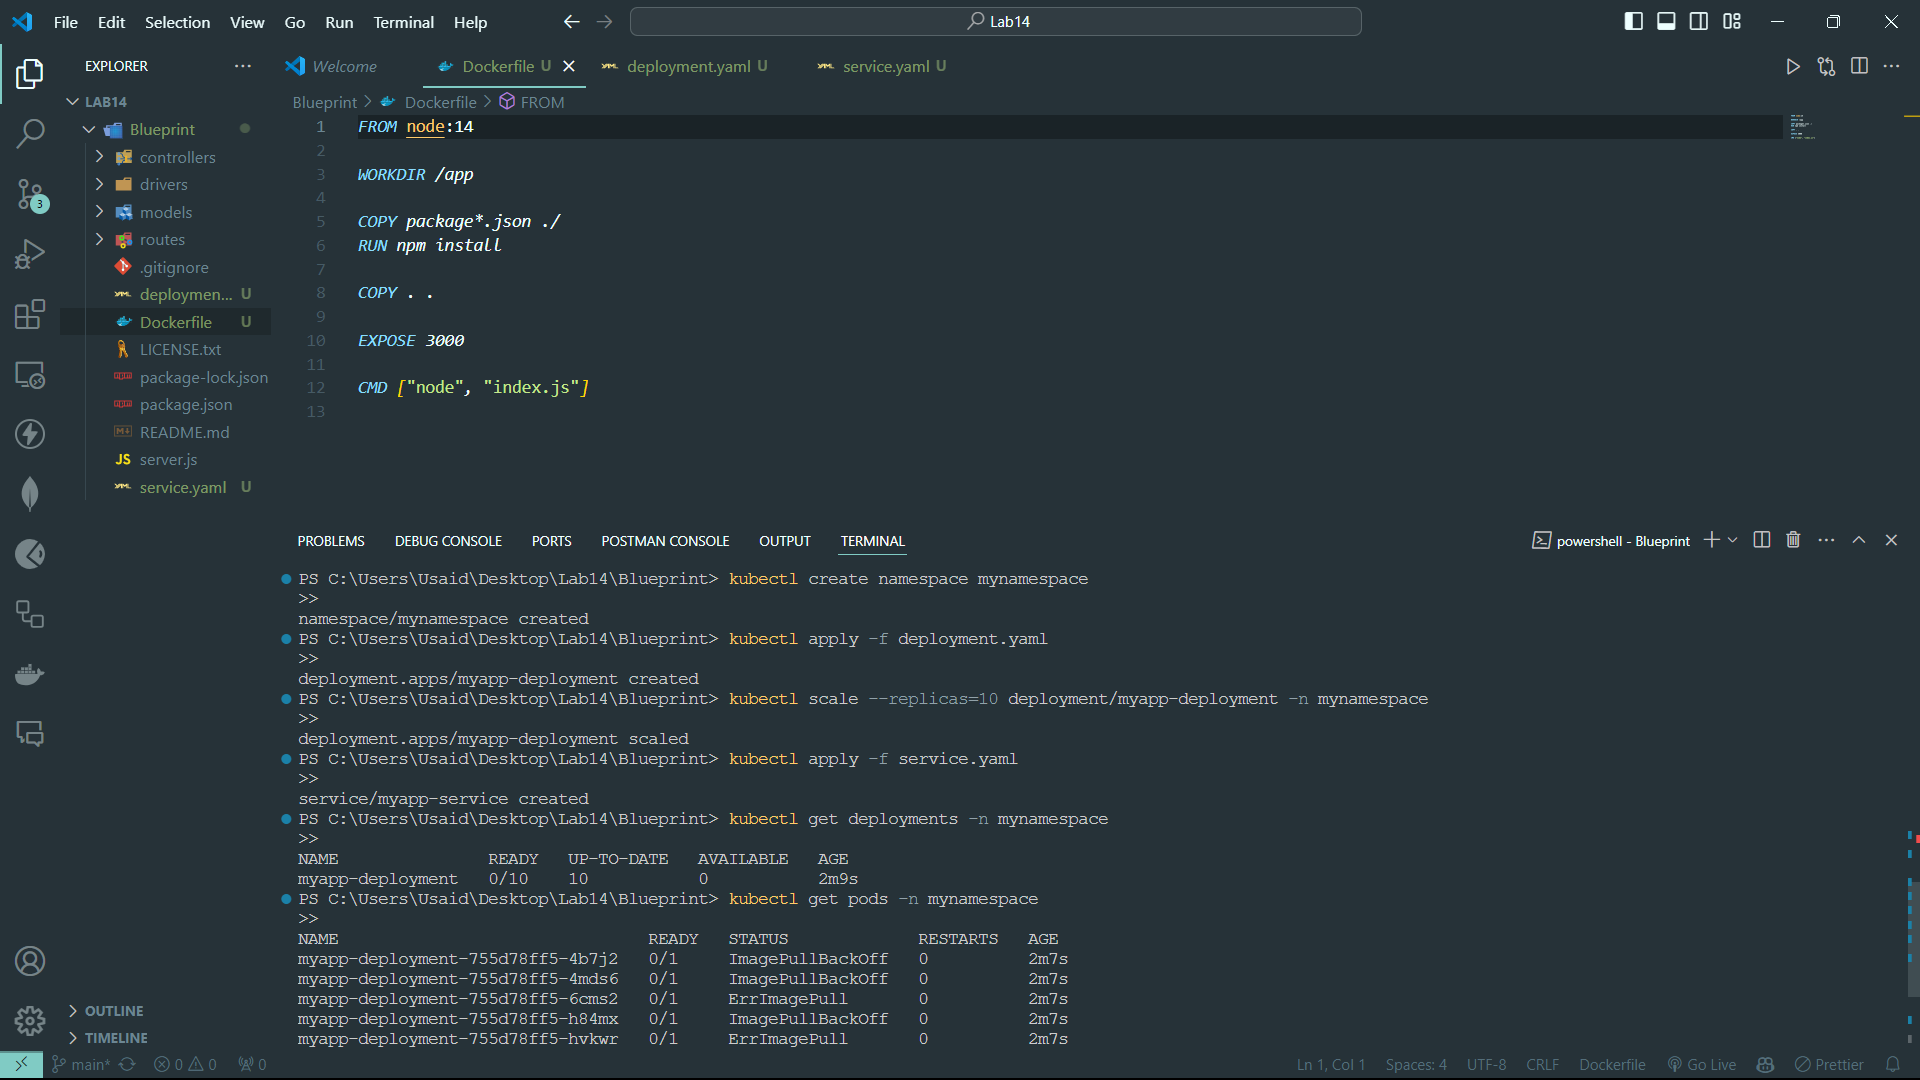 File Edit Selection View Go Run Terminal Help
Lab14
EXPLORER
Welcome
Dockerfile U
deployment.yaml U
service.yaml U
LAB14
Blueprint > Dockerfile > FROM
Blueprint
controllers
drivers
models
routes
.gitignore
deploymen... U
Dockerfile U
LICENSE.txt
package-lock.json
package.json
README.md
JS server.js
service.yaml U
3
1 FROM node:14
2
3 WORKDIR /app
4
5 COPY package*.json ./
6 RUN npm install
7
8 COPY . .
9
10 EXPOSE 3000
11
12 CMD ["node", "index.js"]
13
PROBLEMS DEBUG CONSOLE PORTS POSTMAN CONSOLE OUTPUT TERMINAL
powershell - Blueprint
PS C:\Users\Usaid\Desktop\Lab14\Blueprint> kubectl create namespace mynamespace
>>
namespace/mynamespace created
PS C:\Users\Usaid\Desktop\Lab14\Blueprint> kubectl apply -f deployment.yaml
>>
deployment.apps/myapp-deployment created
PS C:\Users\Usaid\Desktop\Lab14\Blueprint> kubectl scale --replicas=10 deployment/myapp-deployment -n mynamespace
>>
deployment.apps/myapp-deployment scaled
PS C:\Users\Usaid\Desktop\Lab14\Blueprint> kubectl apply -f service.yaml
>>
service/myapp-service created
PS C:\Users\Usaid\Desktop\Lab14\Blueprint> kubectl get deployments -n mynamespace
>>
NAME READY UP-TO-DATE AVAILABLE AGE
myapp-deployment 0/10 10 0 2m9s
PS C:\Users\Usaid\Desktop\Lab14\Blueprint> kubectl get pods -n mynamespace
>>
NAME READY STATUS RESTARTS AGE
myapp-deployment-755d78ff5-4b7j2 0/1 ImagePullBackOff 0 2m7s
myapp-deployment-755d78ff5-4mds6 0/1 ImagePullBackOff 0 2m7s
myapp-deployment-755d78ff5-6cms2 0/1 ErrImagePull 0 2m7s
myapp-deployment-755d78ff5-h84mx 0/1 ImagePullBackOff 0 2m7s
myapp-deployment-755d78ff5-hvkwr 0/1 ErrImagePull 0 2m7s
OUTLINE
TIMELINE
main* 0 0 0
Ln 1, Col 1 Spaces: 4 UTF-8 CRLF Dockerfile Go Live Prettier